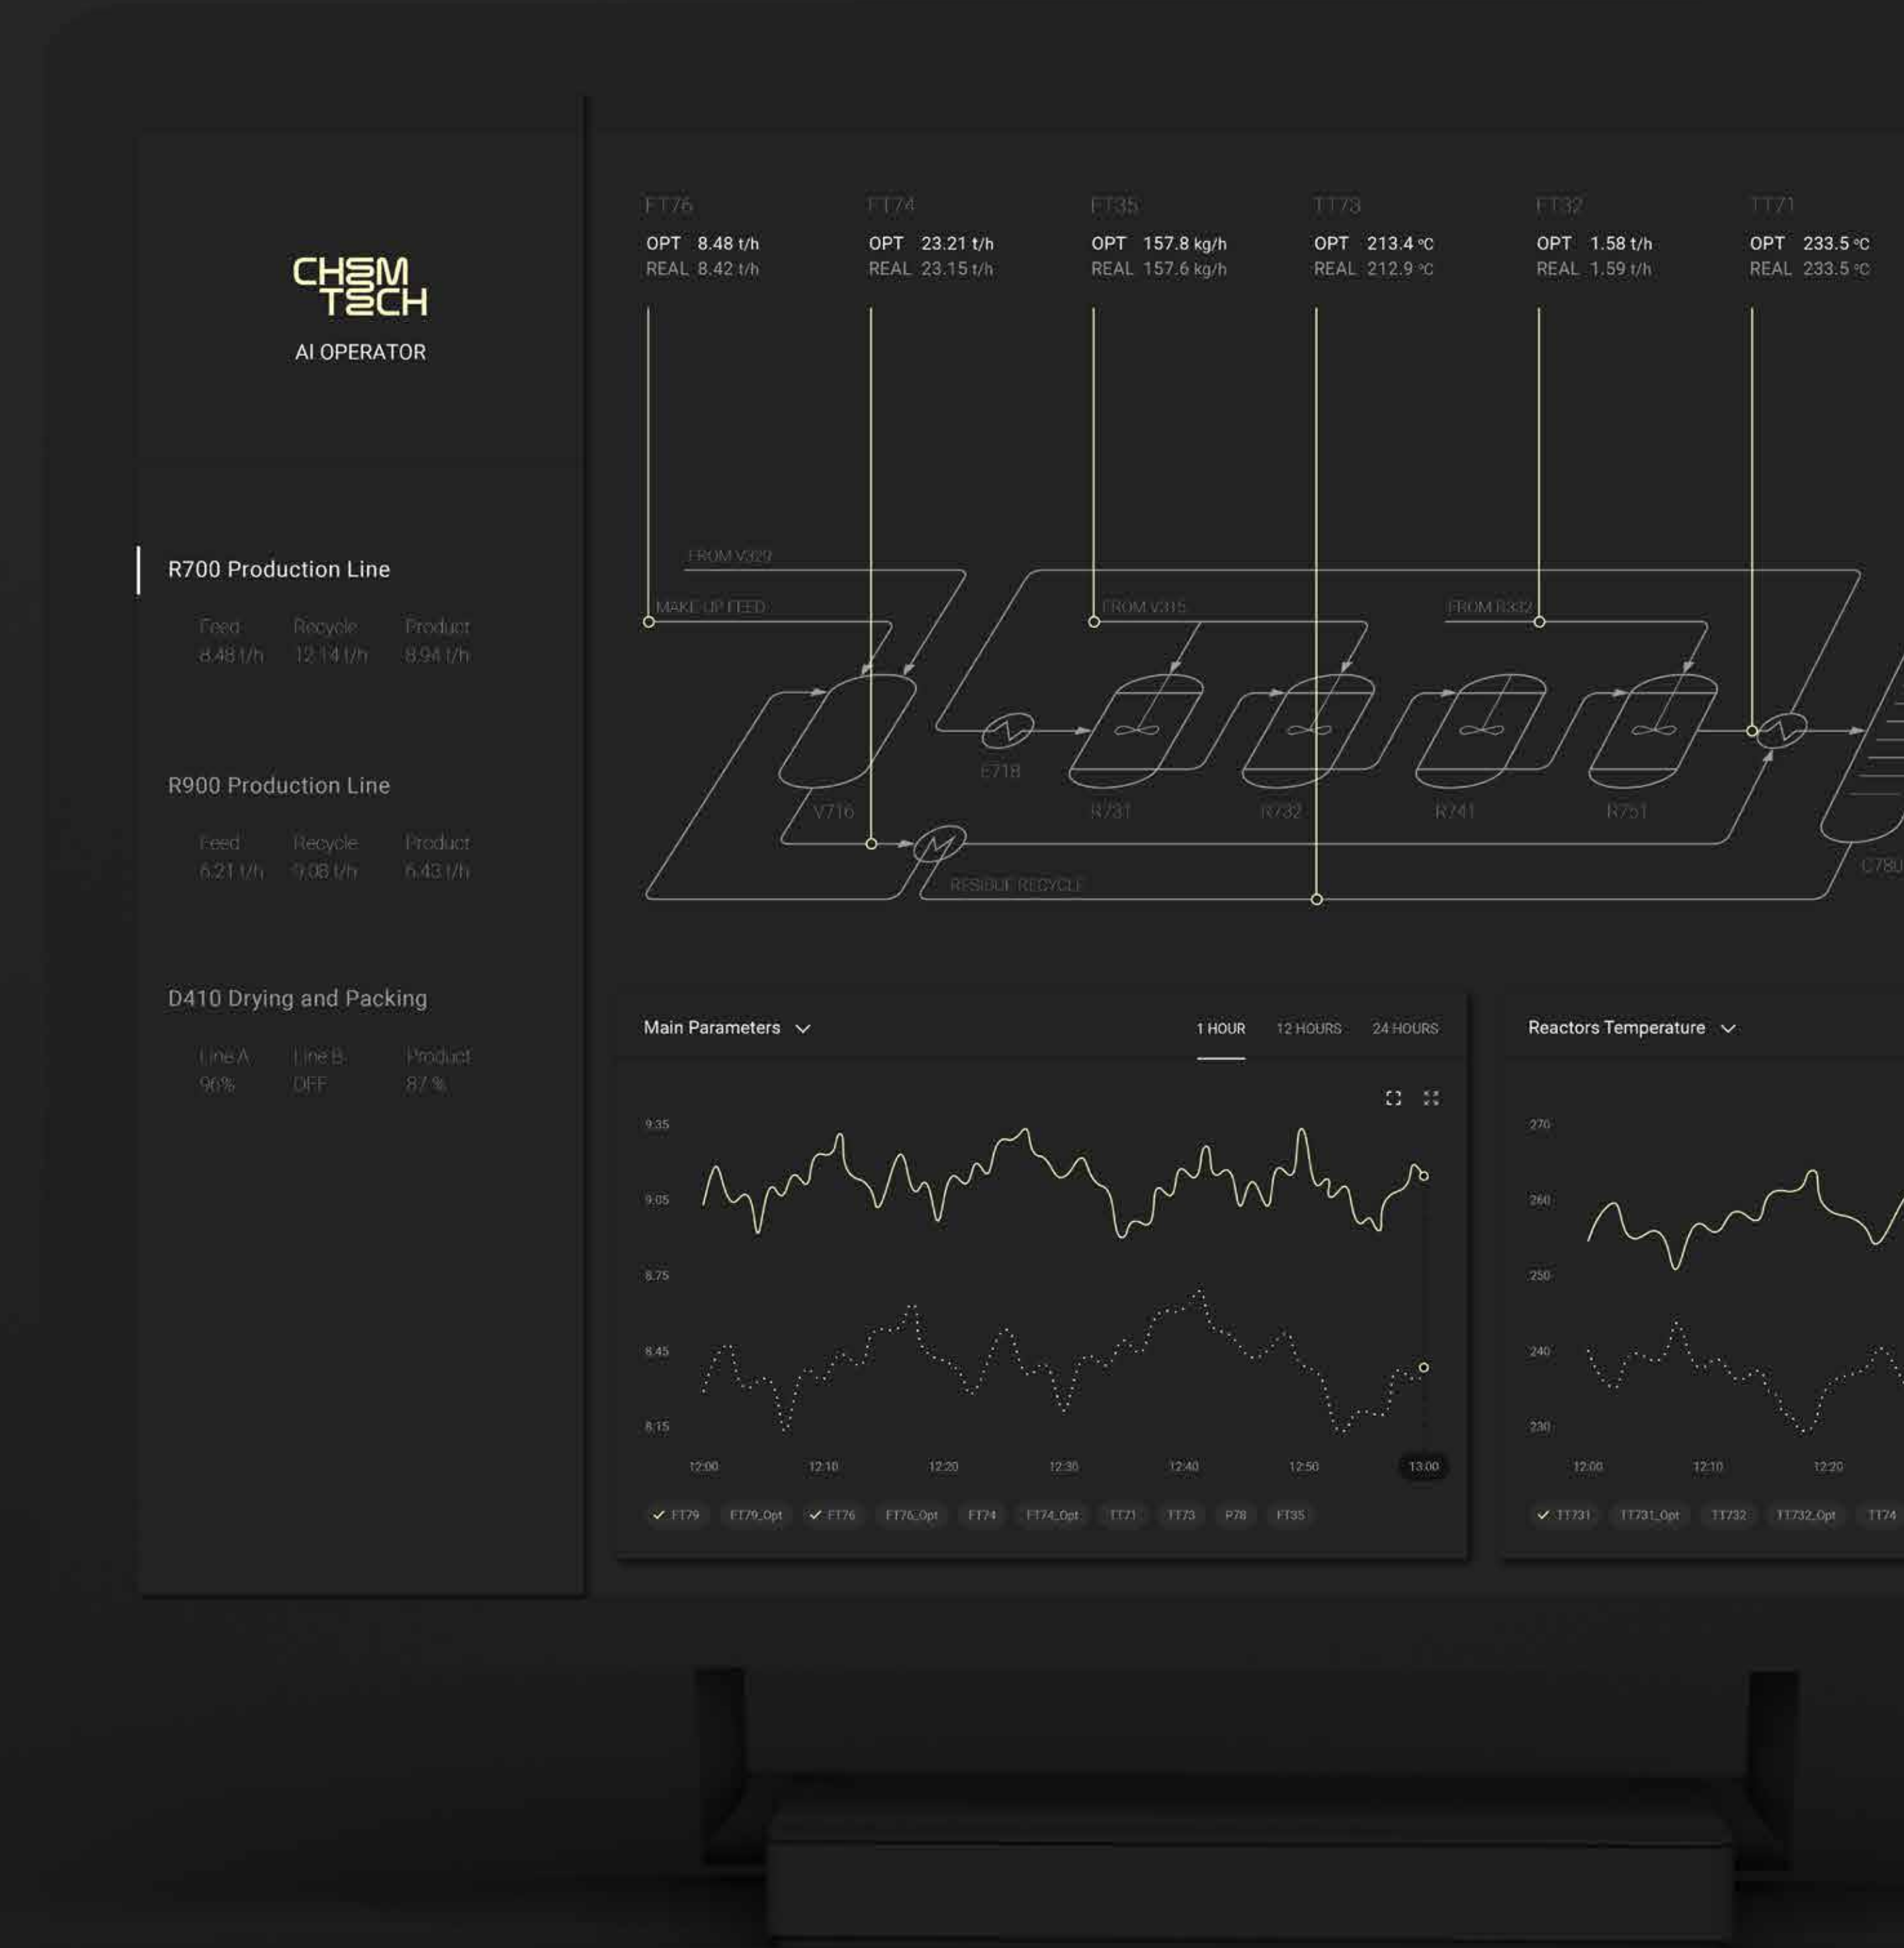 CHEM
TECH
AI OPERATOR
R700 Production Line
Feed Recycle Product
8.48 t/h 12.14 t/h 8.94 t/h
R900 Production Line
Feed Recycle Product
6.21 t/h 9.08 t/h 6.43 t/h
D410 Drying and Packing
Line A Line B Product
96% OFF 87 %
FT76 FT74 FT35 TT73 FT32 TT71
OPT 8.48 t/h OPT 23.21 t/h OPT 157.8 kg/h OPT 213.4 °C OPT 1.58 t/h OPT 233.5 °C
REAL 8.42 t/h REAL 23.15 t/h REAL 157.6 kg/h REAL 212.9 °C REAL 1.59 t/h REAL 233.5 °C
FROM V329
MAKE-UP FEED FROM V315 FROM R332
E718
V716 R731 R732 R741 R751
C780
RESIDUE RECYCLE
Main Parameters 1 HOUR 12 HOURS 24 HOURS
9.35
9.05
8.75
8.45
8.15
12:00 12:10 12:20 12:30 12:40 12:50 13:00
FT79 FT79_Opt FT76 FT76_Opt FT74 FT74_Opt TT71 TT73 P78 FT35
Reactors Temperature
270
260
250
240
230
12:00 12:10 12:20
TT731 TT731_Opt TT732 TT732_Opt TT74